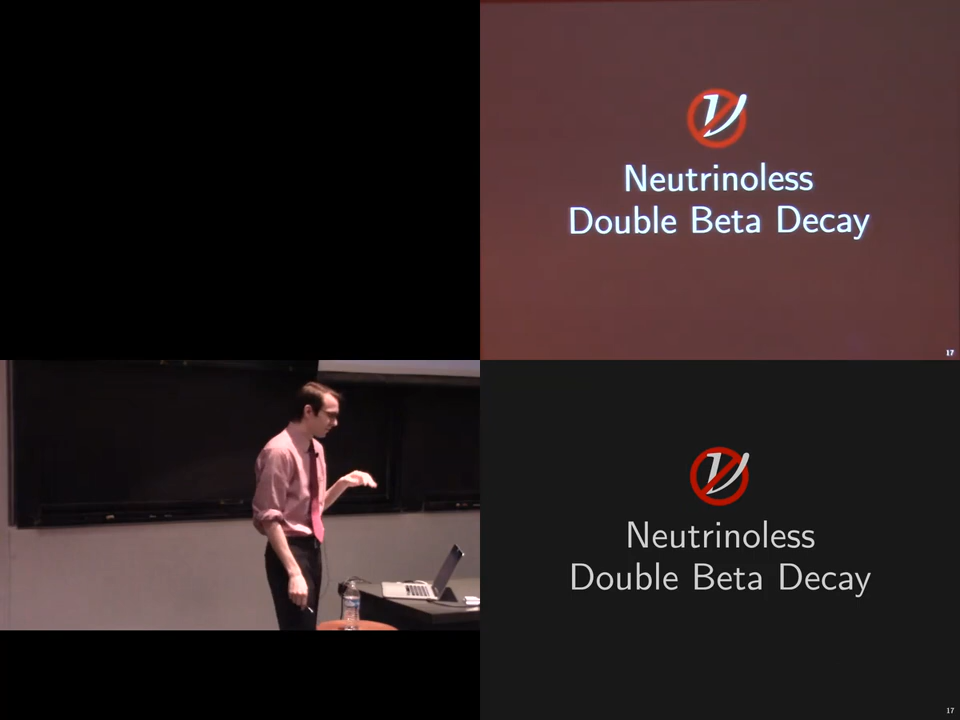 ν
Neutrinoless
Double Beta Decay
17
ν
Neutrinoless
Double Beta Decay
17